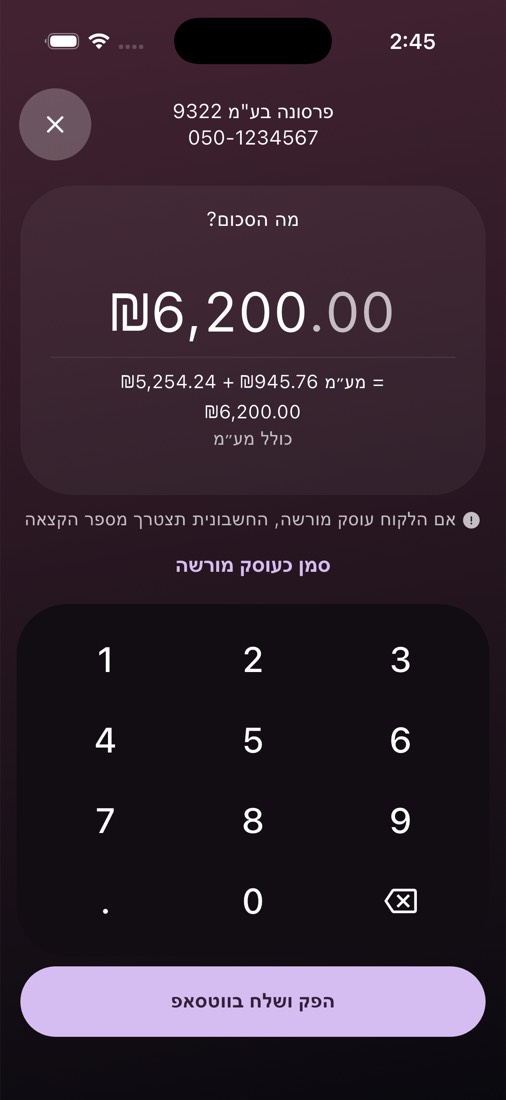 2:45
פרסונה בע"מ 9322
050-1234567
מה הסכום?
₪6,200.00
= מע״מ ₪945.76 + ₪5,254.24
₪6,200.00
כולל מע״מ
אם הלקוח עוסק מורשה, החשבונית תצטרך מספר הקצאה
סמן כעוסק מורשה
1 2 3
4 5 6
7 8 9
. 0
הפק ושלח בווטסאפ